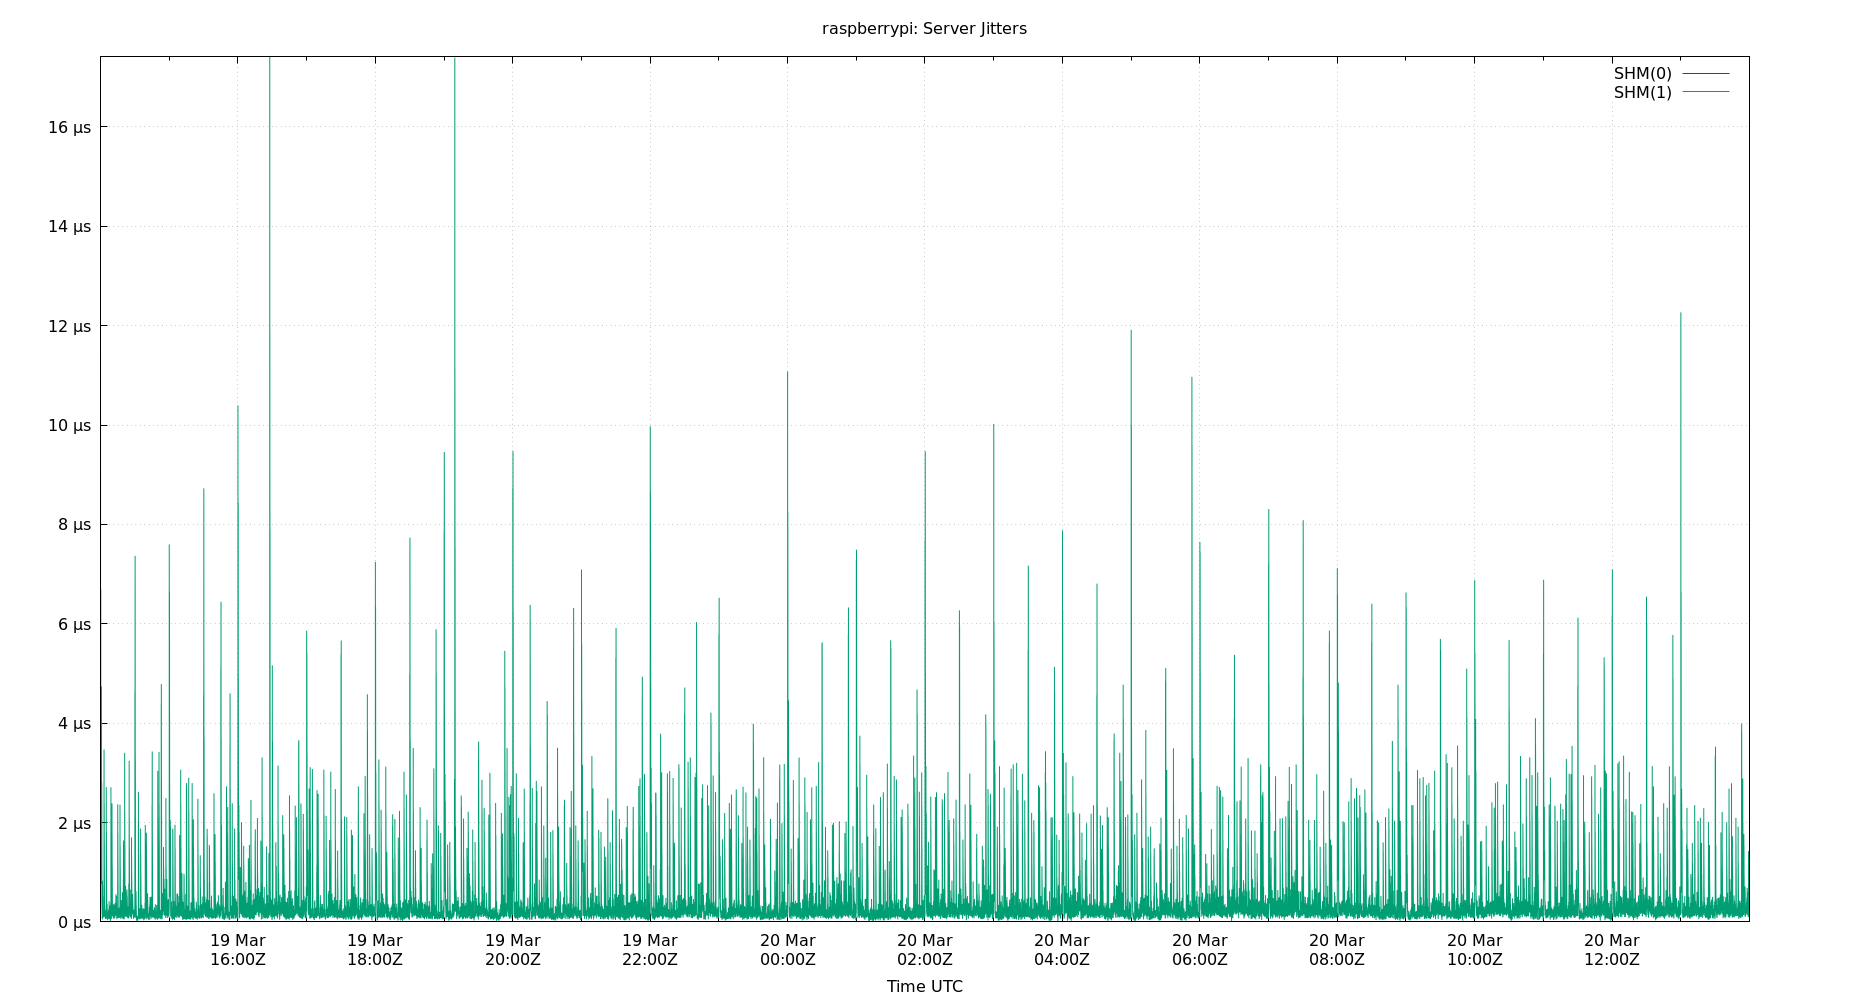 raspberrypi: Server Jitters
SHM(0)
SHM(1)
16 µs
14 µs
12 µs
10 µs
8 µs
6 µs
4 µs
2 µs
0 µs
19 Mar 19 Mar 19 Mar 19 Mar 20 Mar 20 Mar 20 Mar 20 Mar 20 Mar 20 Mar 20 Mar
16:00Z 18:00Z 20:00Z 22:00Z 00:00Z 02:00Z 04:00Z 06:00Z 08:00Z 10:00Z 12:00Z
Time UTC